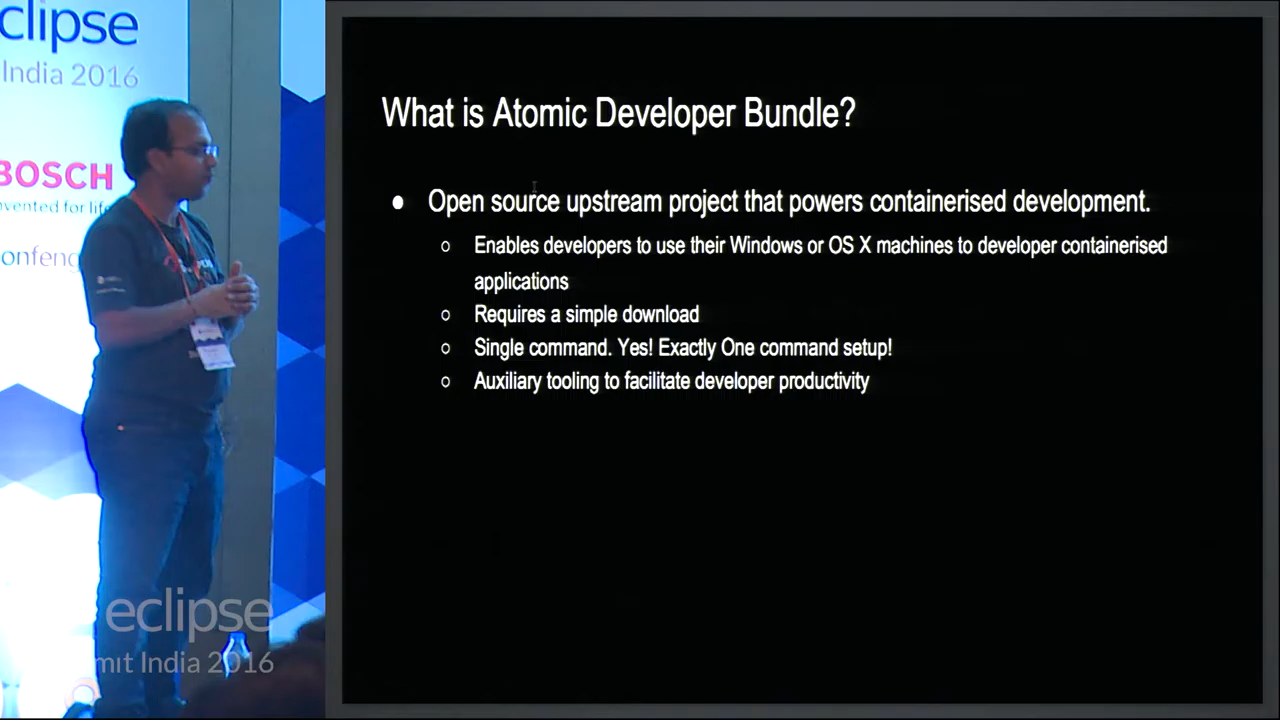 clipse
India 2016
BOSCH
nvented for life
onfeng
What is Atomic Developer Bundle?
● Open source upstream project that powers containerised development.
○ Enables developers to use their Windows or OS X machines to developer containerised
applications
○ Requires a simple download
○ Single command. Yes! Exactly One command setup!
○ Auxiliary tooling to facilitate developer productivity
eclipse
mit India 2016